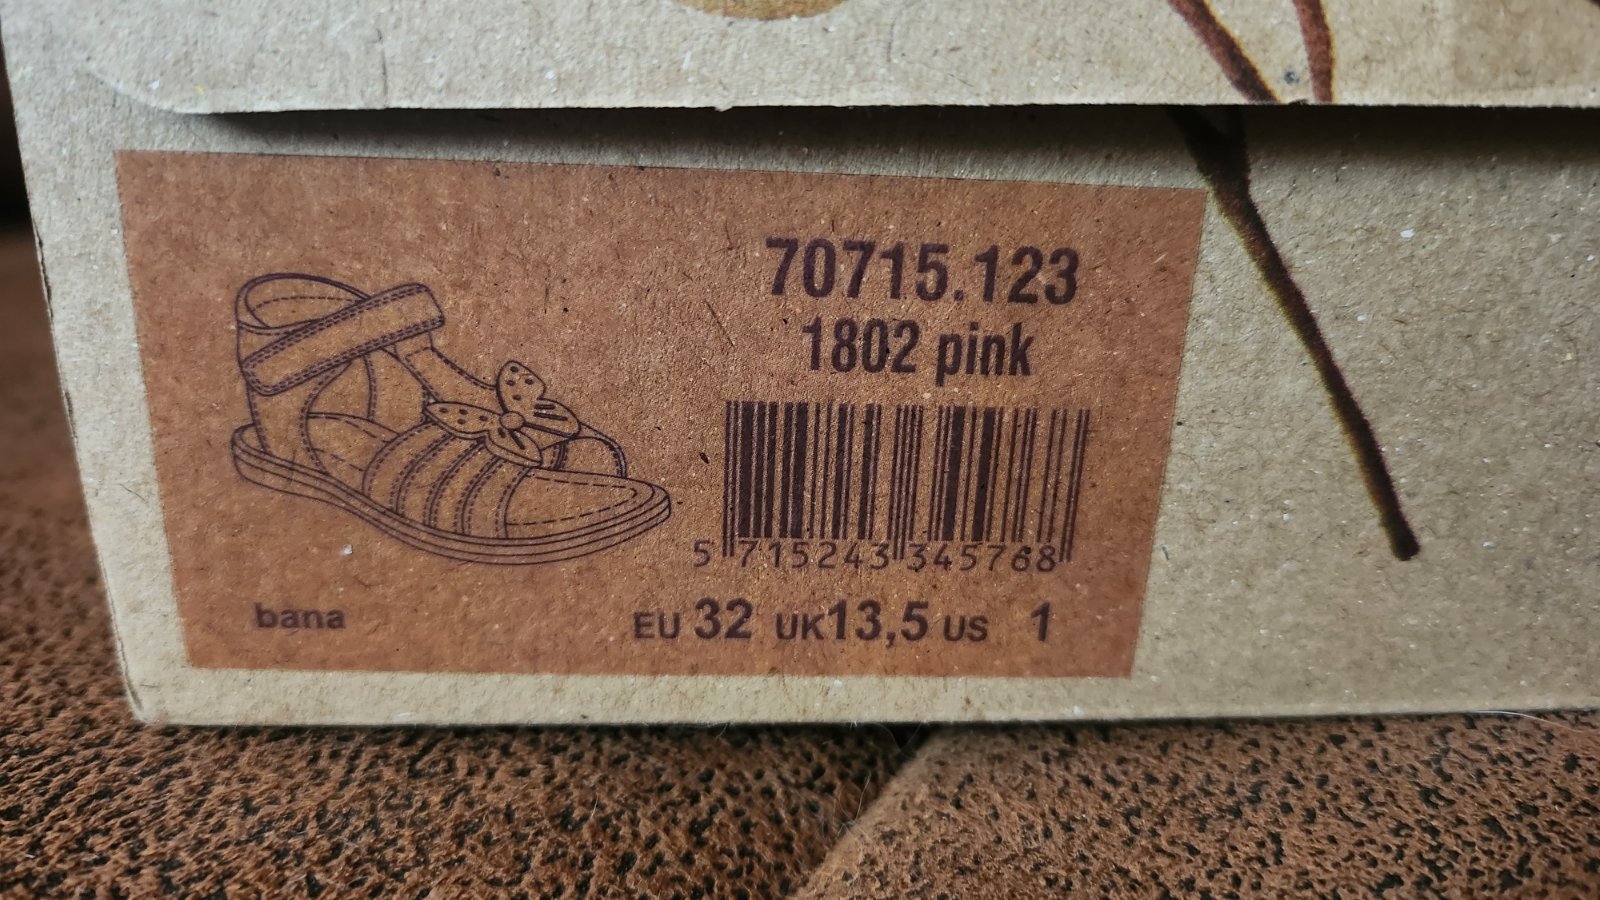 70715.123
1802 pink
5 715243 345768
bana
EU 32 UK13,5 US 1